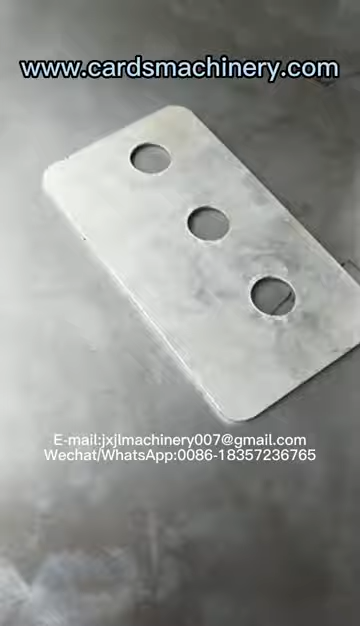 www.cardsmachinery.com
E-mail:jxjlmachinery007@gmail.com
Wechat/WhatsApp:0086-18357236765